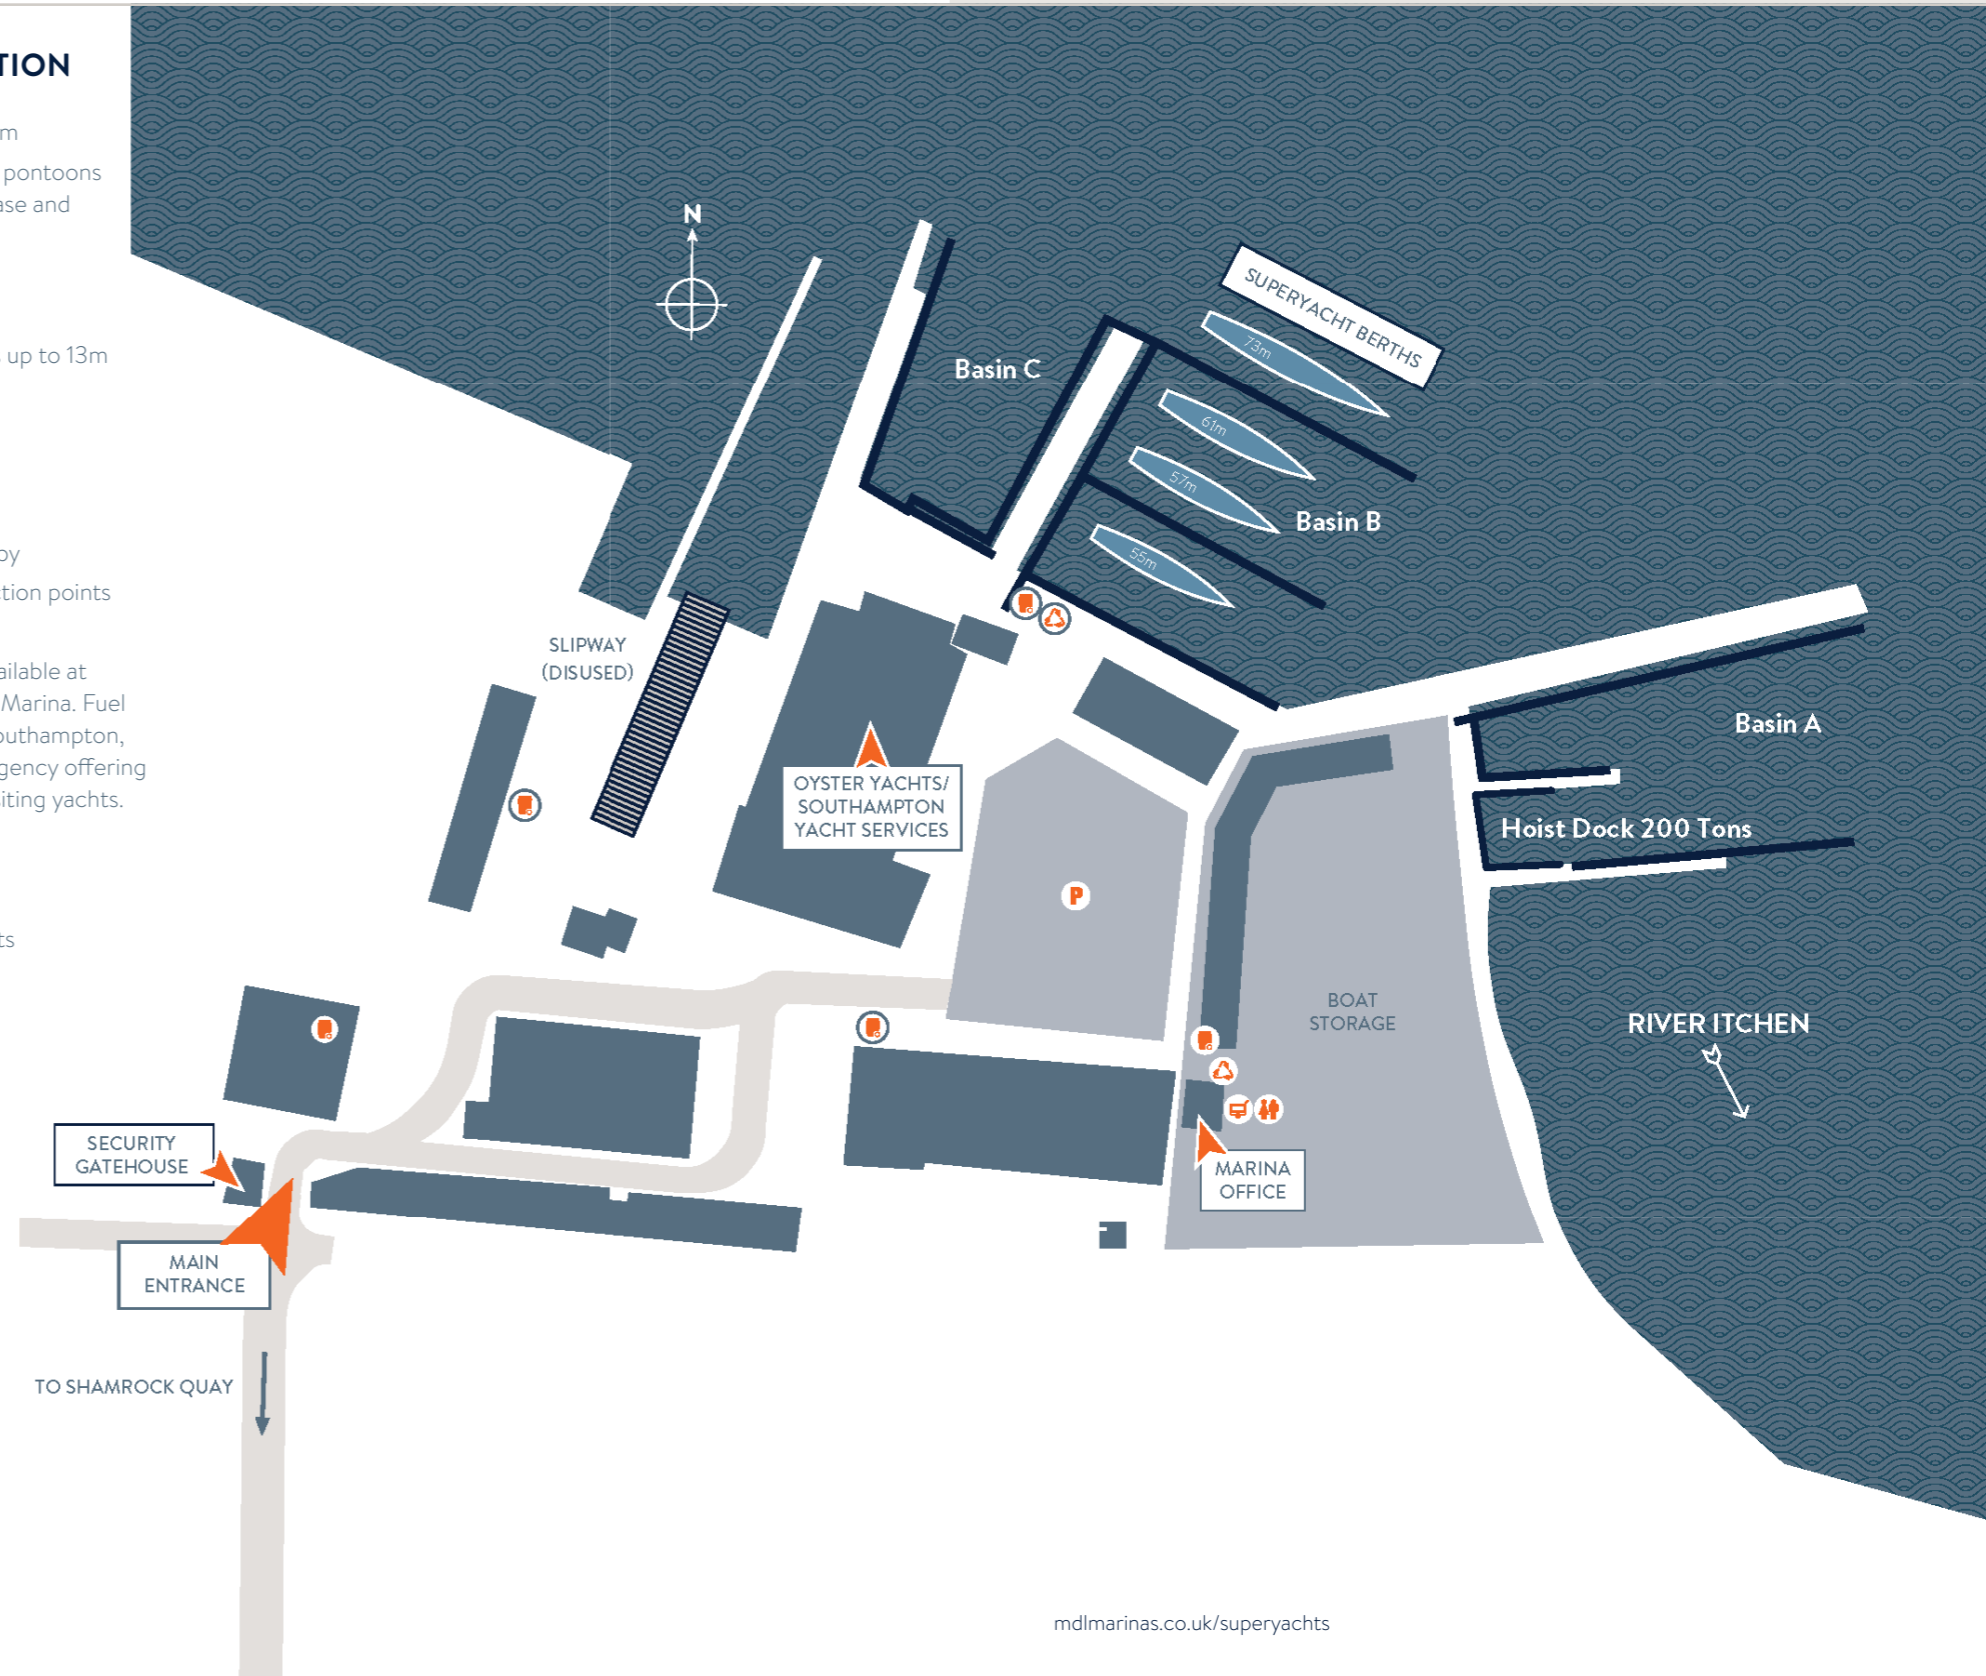 TION
m
pontoons
ase and
up to 13m
by
ction points
ailable at
Marina. Fuel
outhampton,
gency offering
iting yachts.
ts
N
SUPERYACHT BERTHS
73m
61m
57m
55m
Basin C
Basin B
Basin A
Hoist Dock 200 Tons
SLIPWAY
(DISUSED)
OYSTER YACHTS/
SOUTHAMPTON
YACHT SERVICES
P
BOAT
STORAGE
RIVER ITCHEN
SECURITY
GATEHOUSE
MARINA
OFFICE
MAIN
ENTRANCE
TO SHAMROCK QUAY
mdlmarinas.co.uk/superyachts